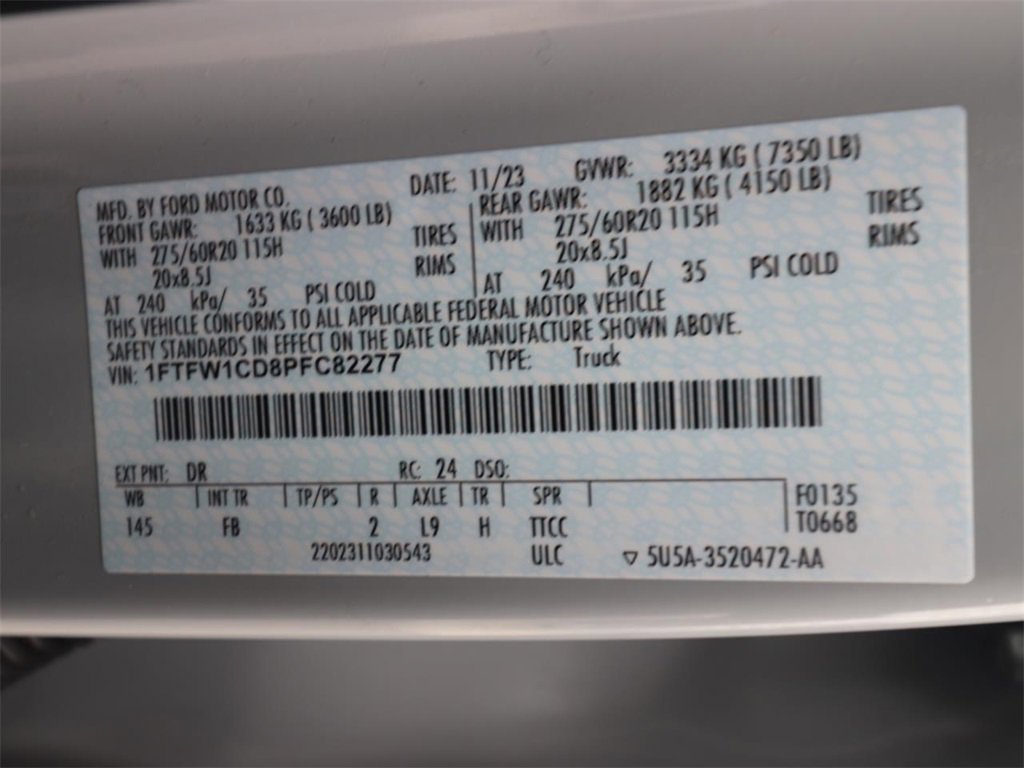 MFD. BY FORD MOTOR CO. DATE: 11/23 GVWR: 3334 KG ( 7350 LB)
FRONT GAWR: 1633 KG ( 3600 LB) REAR GAWR: 1882 KG ( 4150 LB)
WITH 275/60R20 115H TIRES WITH 275/60R20 115H TIRES
20x8.5J RIMS 20x8.5J RIMS
AT 240 kPa/ 35 PSI COLD AT 240 kPa/ 35 PSI COLD
THIS VEHICLE CONFORMS TO ALL APPLICABLE FEDERAL MOTOR VEHICLE
SAFETY STANDARDS IN EFFECT ON THE DATE OF MANUFACTURE SHOWN ABOVE.
VIN: 1FTFW1CD8PFC82277 TYPE: Truck
EXT PNT: DR RC: 24 DSO:
WB INT TR TP/PS R AXLE TR SPR F0135
145 FB 2 L9 H TTCC T0668
2202311030543 ULC ▽ 5U5A-3520472-AA